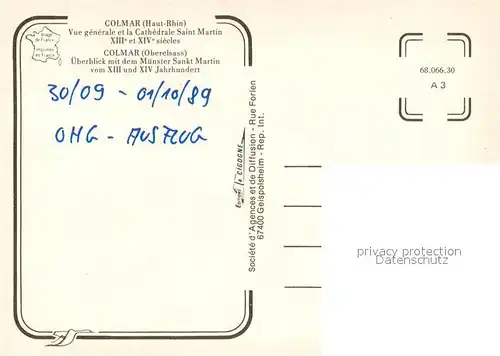 COLMAR (Haut-Rhin)
Vue générale et la Cathédrale Saint Martin
XIIIe et XIVe siècles
COLMAR (Oberelsass)
Überblick mit dem Münster Sankt Martin
vom XIII und XIV Jahrhundert
30/09 - 01/10/89
OHG - AUSFLUG
68.066.30
A 3
la CIGOGNE
Société d'Agences et de Diffusion - Rue Forlen
67400 Geispolsheim - Rep. Int.
privacy protection
Datenschutz